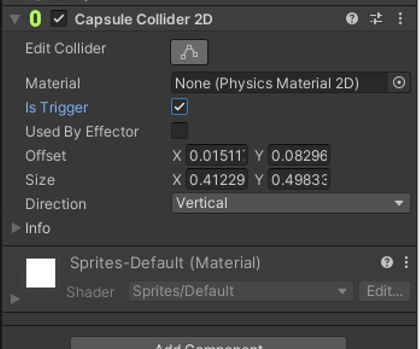 Capsule Collider 2D
Edit Collider
Material None (Physics Material 2D)
Is Trigger
Used By Effector
Offset X 0.01511 Y 0.08296
Size X 0.41229 Y 0.49833
Direction Vertical
Info
Sprites-Default (Material)
Shader Sprites/Default Edit...
Add Component